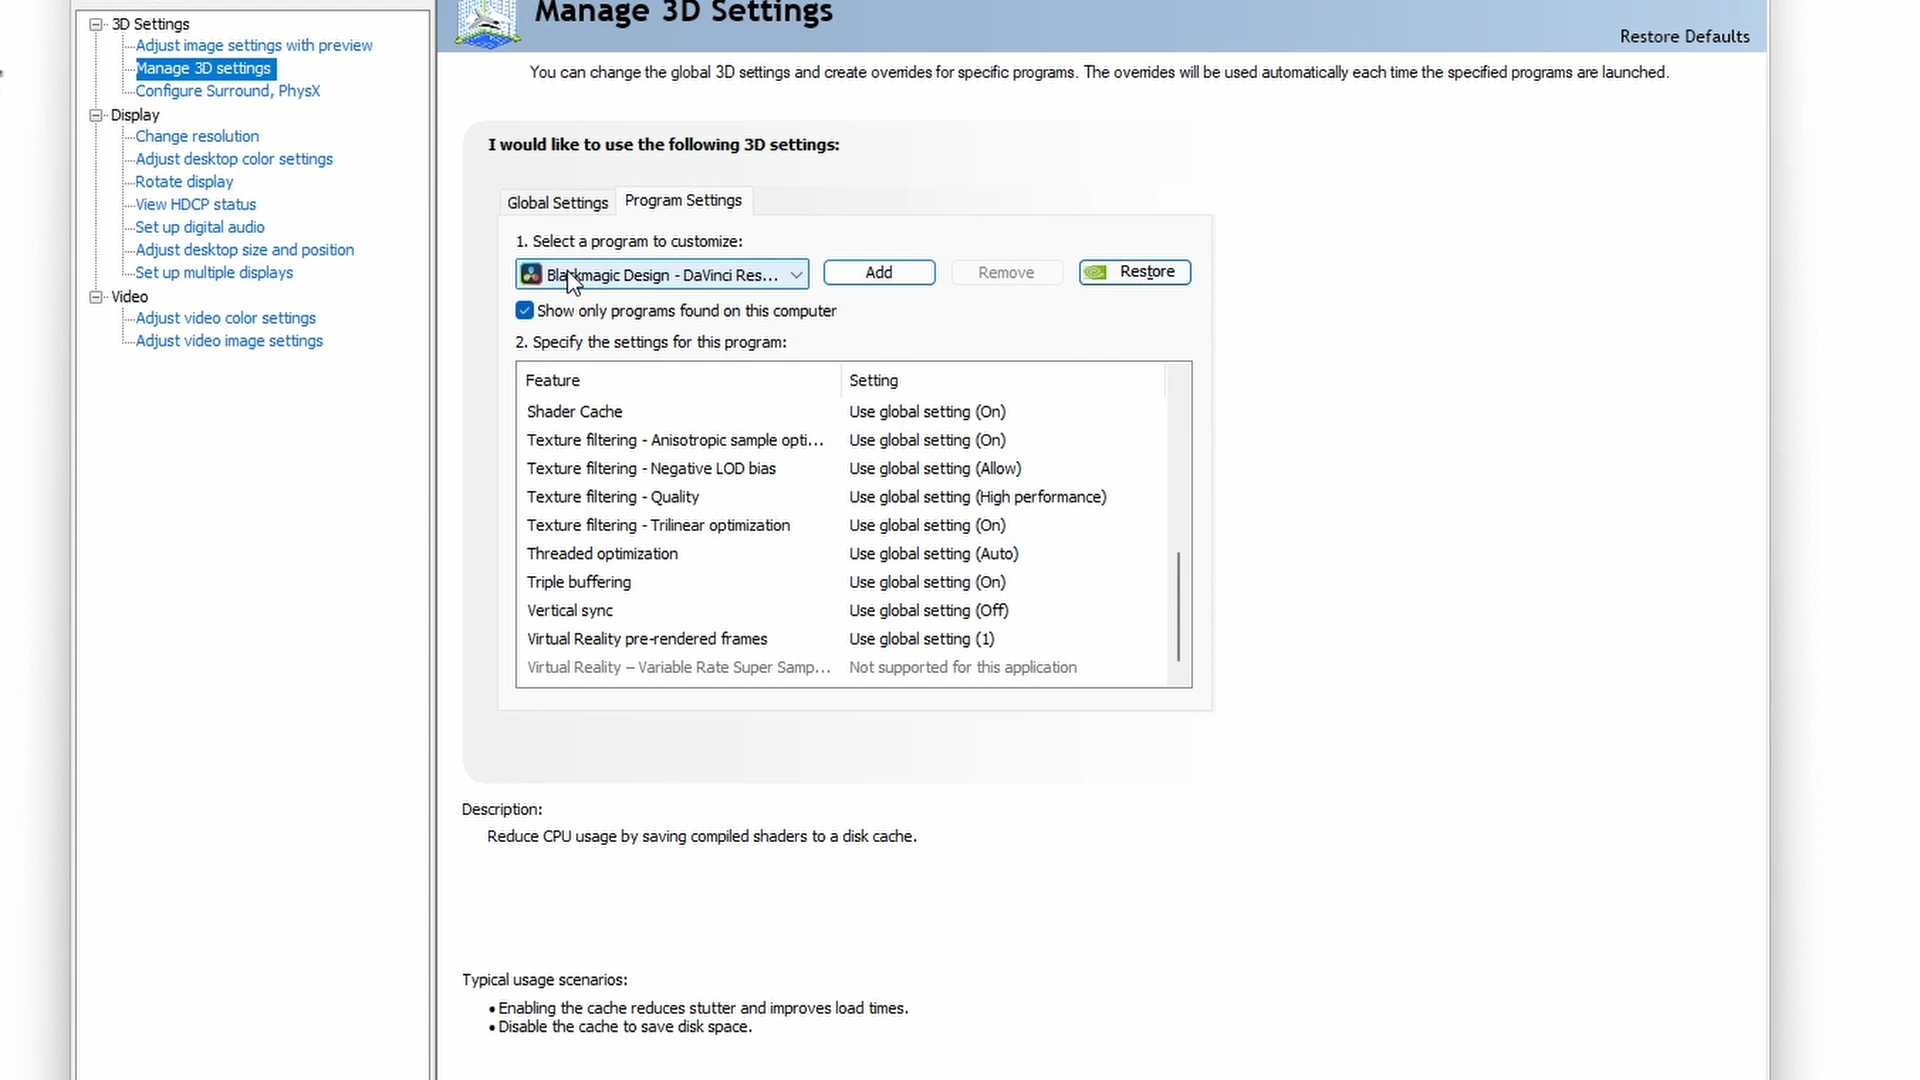 3D Settings
Adjust image settings with preview
Manage 3D settings
Configure Surround, PhysX
Display
Change resolution
Adjust desktop color settings
Rotate display
View HDCP status
Set up digital audio
Adjust desktop size and position
Set up multiple displays
Video
Adjust video color settings
Adjust video image settings
Manage 3D Settings
Restore Defaults
You can change the global 3D settings and create overrides for specific programs. The overrides will be used automatically each time the specified programs are launched.
I would like to use the following 3D settings:
Global Settings Program Settings
1. Select a program to customize:
Blackmagic Design - DaVinci Res... Add Remove Restore
Show only programs found on this computer
2. Specify the settings for this program:
Feature Setting
Shader Cache Use global setting (On)
Texture filtering - Anisotropic sample opti... Use global setting (On)
Texture filtering - Negative LOD bias Use global setting (Allow)
Texture filtering - Quality Use global setting (High performance)
Texture filtering - Trilinear optimization Use global setting (On)
Threaded optimization Use global setting (Auto)
Triple buffering Use global setting (On)
Vertical sync Use global setting (Off)
Virtual Reality pre-rendered frames Use global setting (1)
Virtual Reality – Variable Rate Super Samp... Not supported for this application
Description:
Reduce CPU usage by saving compiled shaders to a disk cache.
Typical usage scenarios:
• Enabling the cache reduces stutter and improves load times.
• Disable the cache to save disk space.